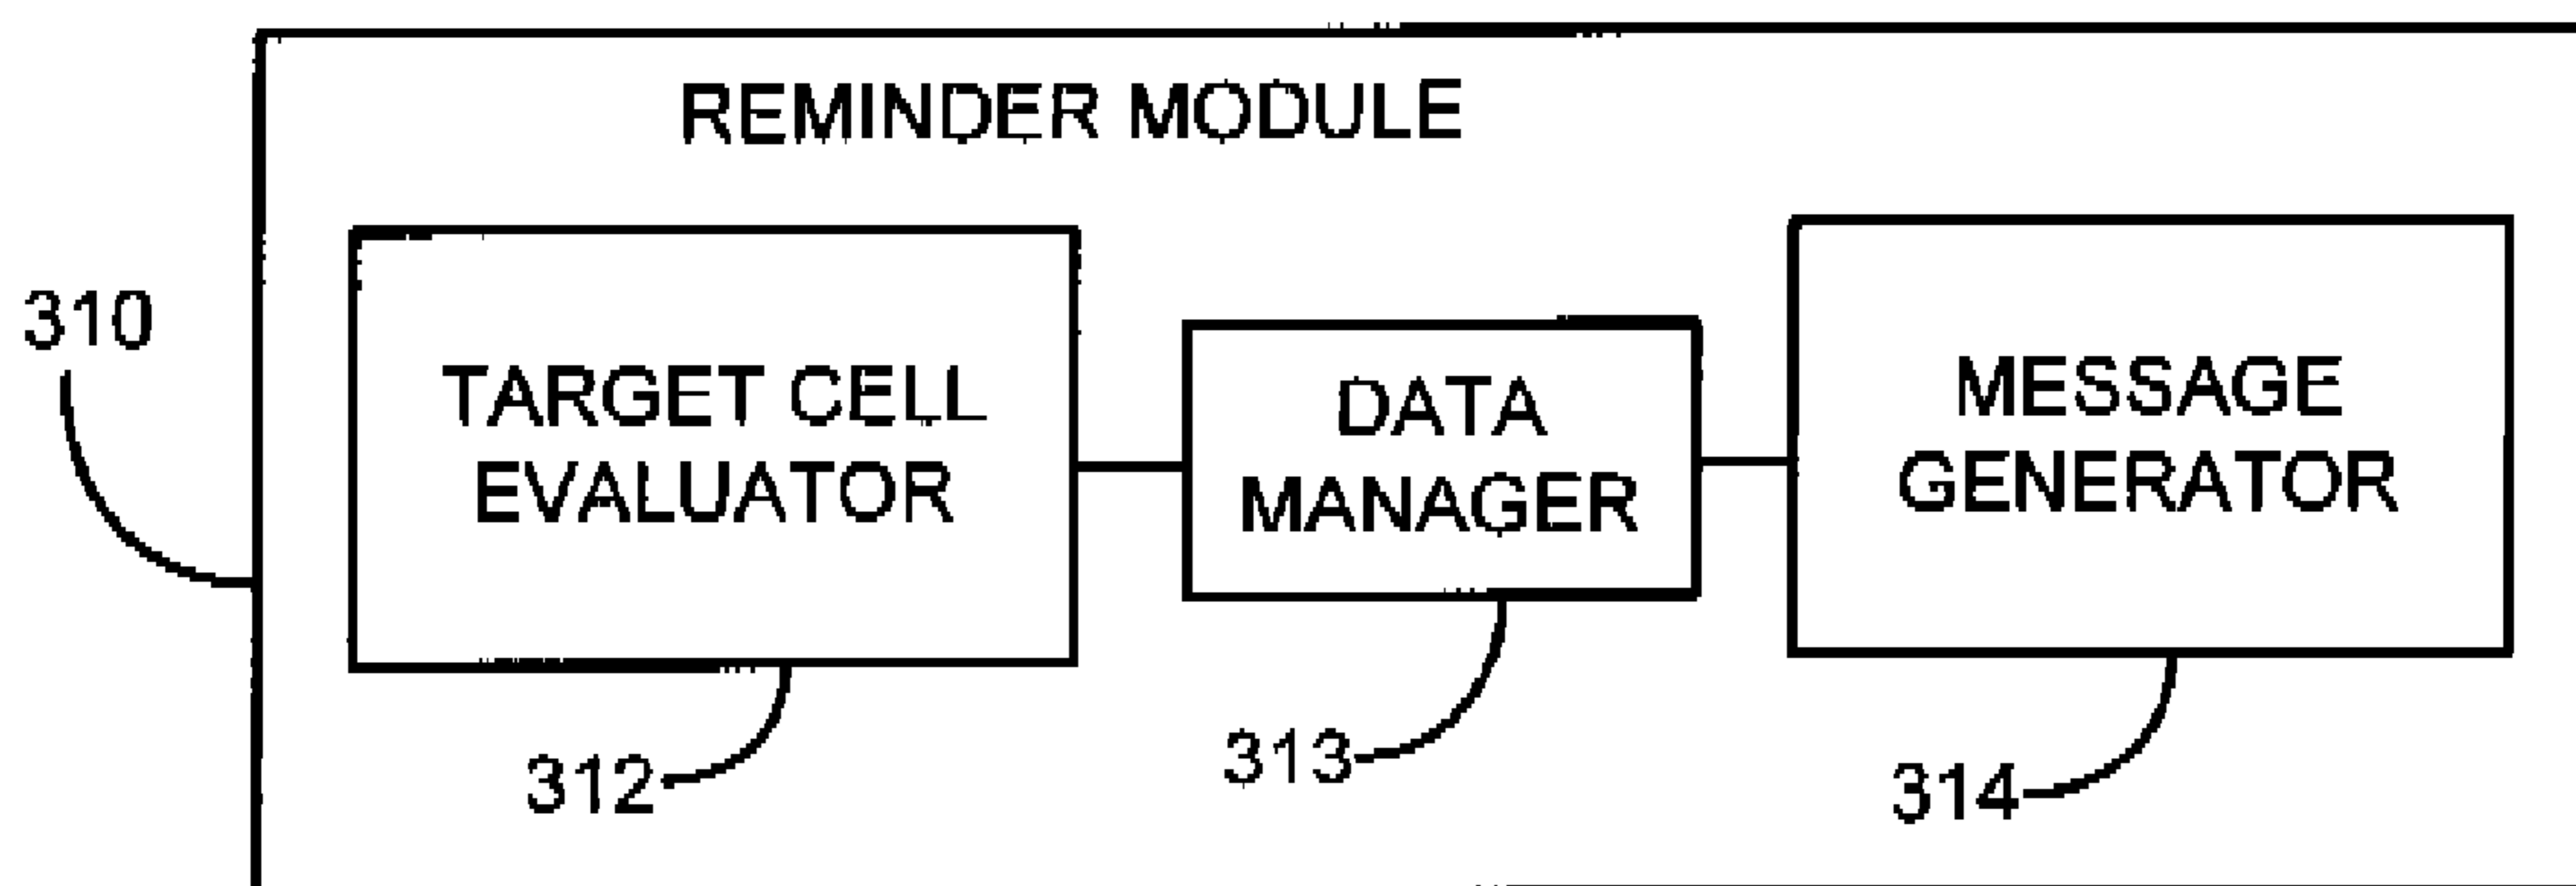 REMINDER MODULE
310
TARGET CELL
EVALUATOR
DATA
MANAGER
MESSAGE
GENERATOR
312
313
314